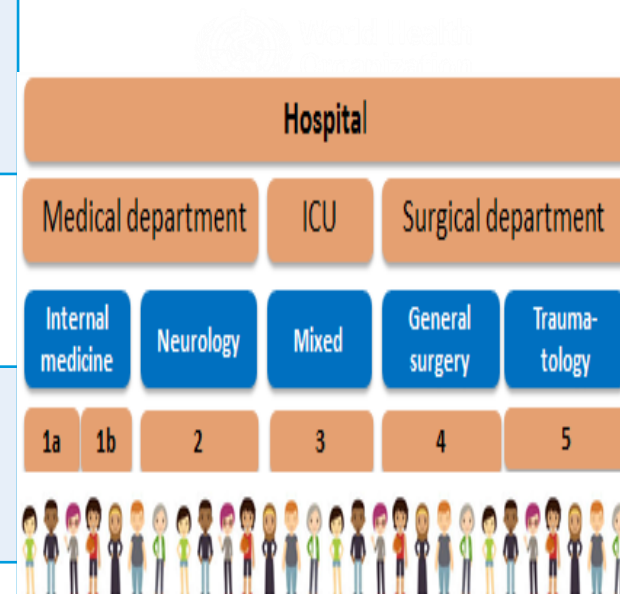 Hospital
Medical department ICU Surgical department
Internal medicine
Neurology
Mixed
General surgery
Trauma-
tology
1a 1b 2 3 4 5